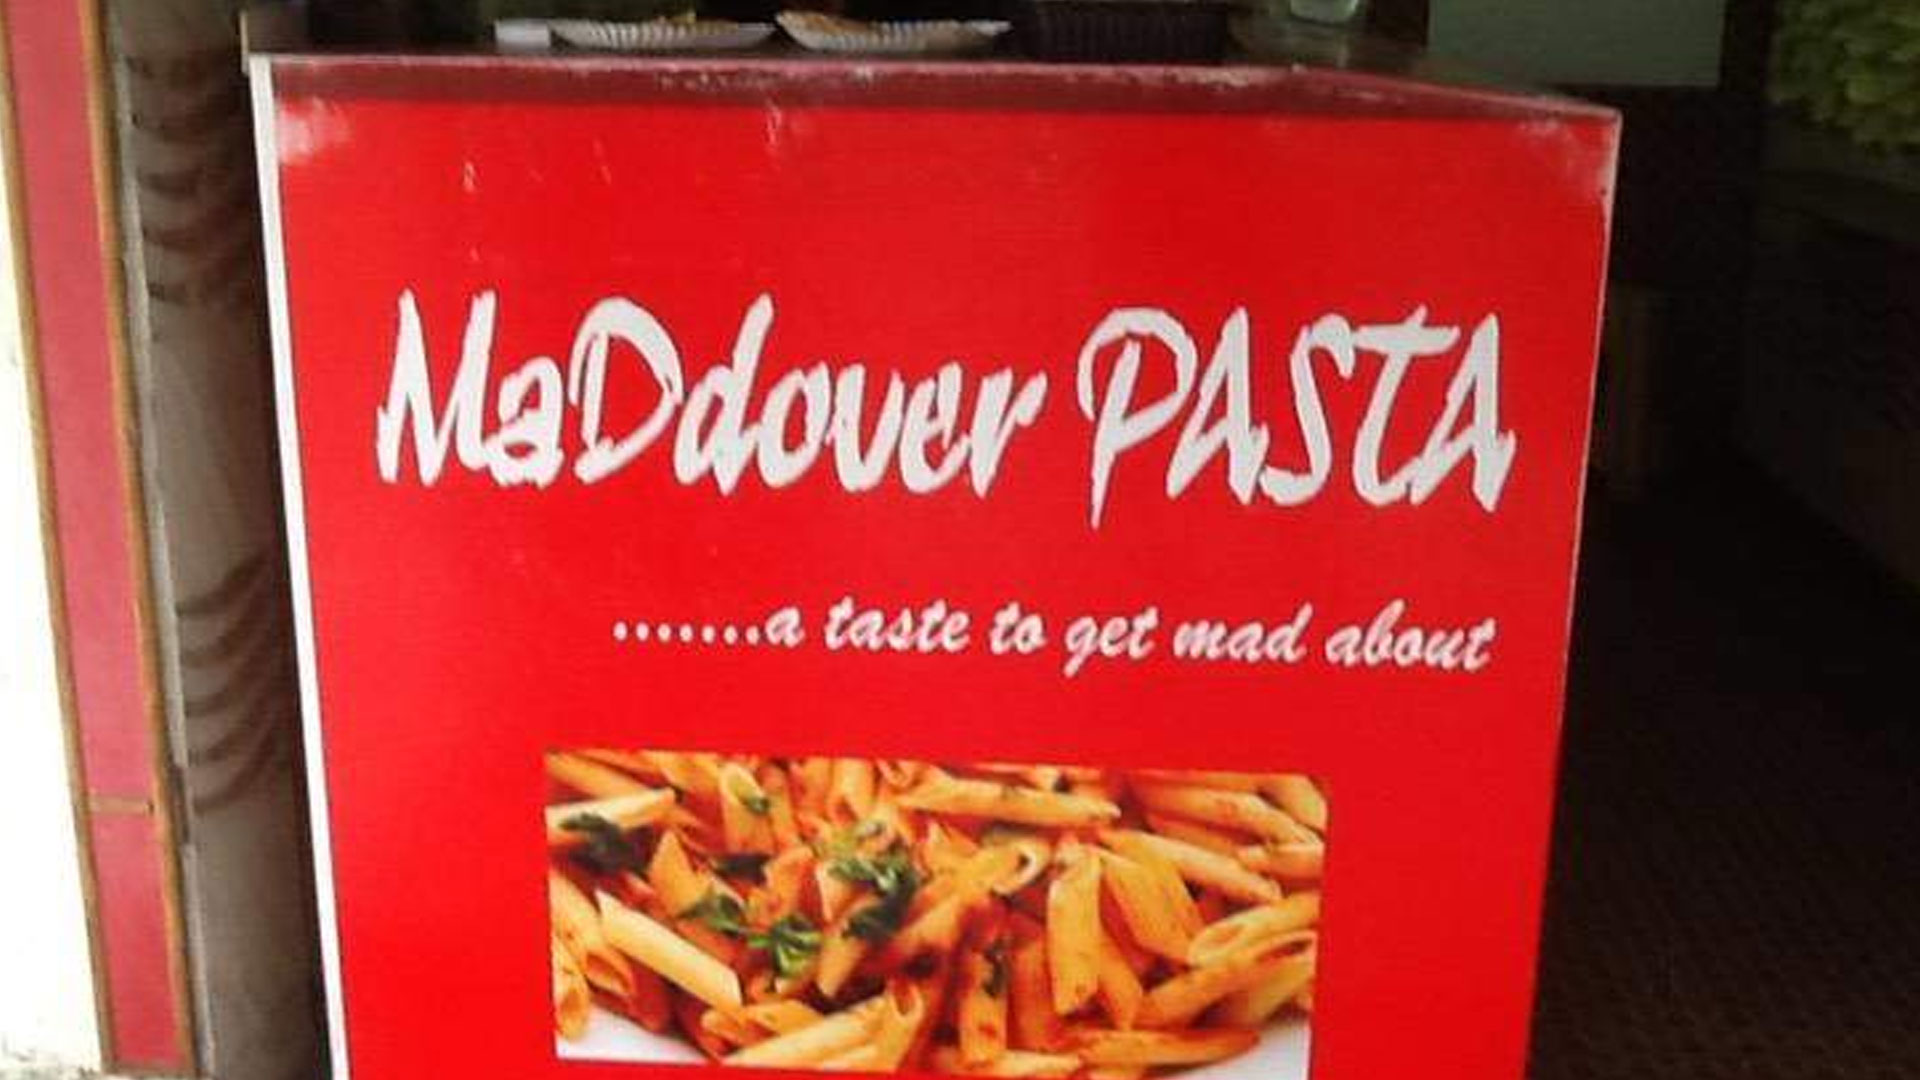 MaDdover PASTA
.......a taste to get mad about